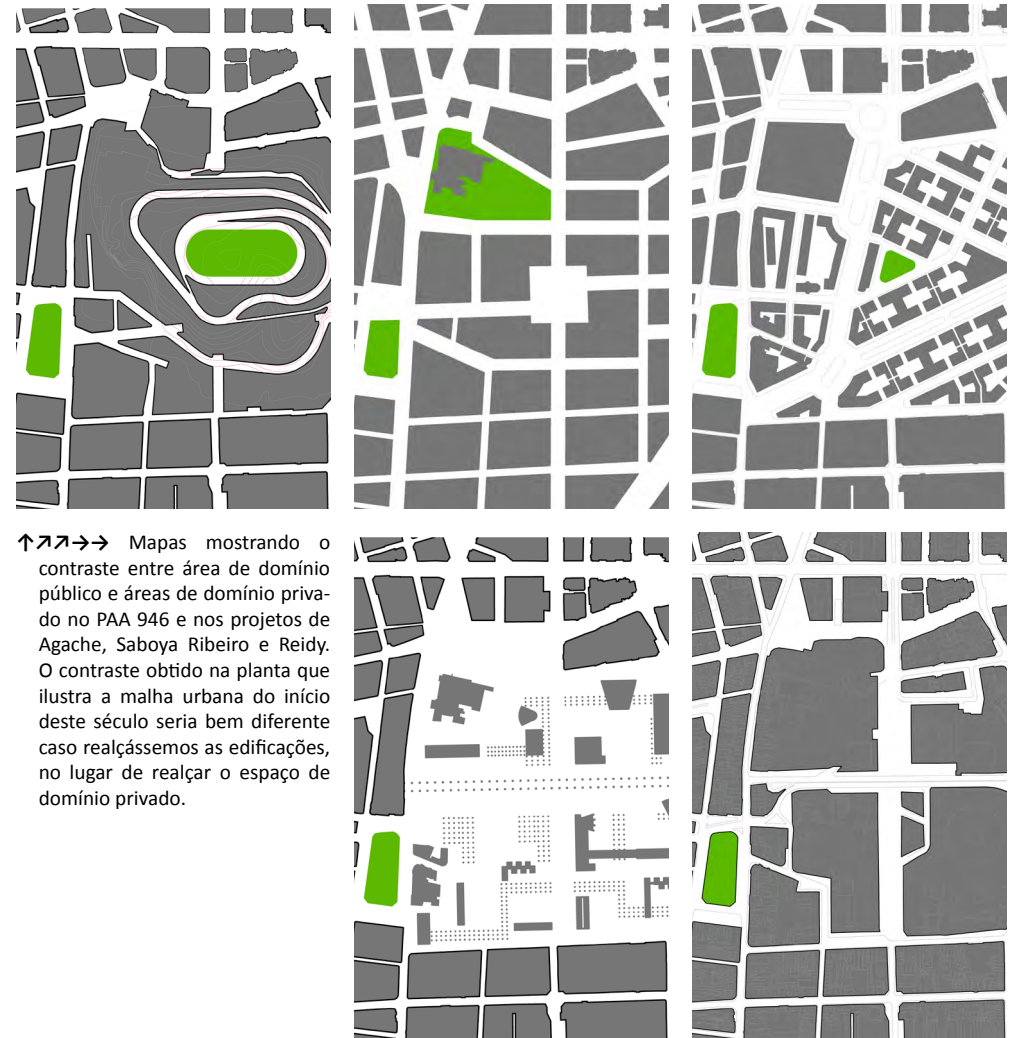 ↑↗↗→→ Mapas mostrando o
contraste entre área de domínio
público e áreas de domínio priva-
do no PAA 946 e nos projetos de
Agache, Saboya Ribeiro e Reidy.
O contraste obtido na planta que
ilustra a malha urbana do início
deste século seria bem diferente
caso realçássemos as edificações,
no lugar de realçar o espaço de
domínio privado.